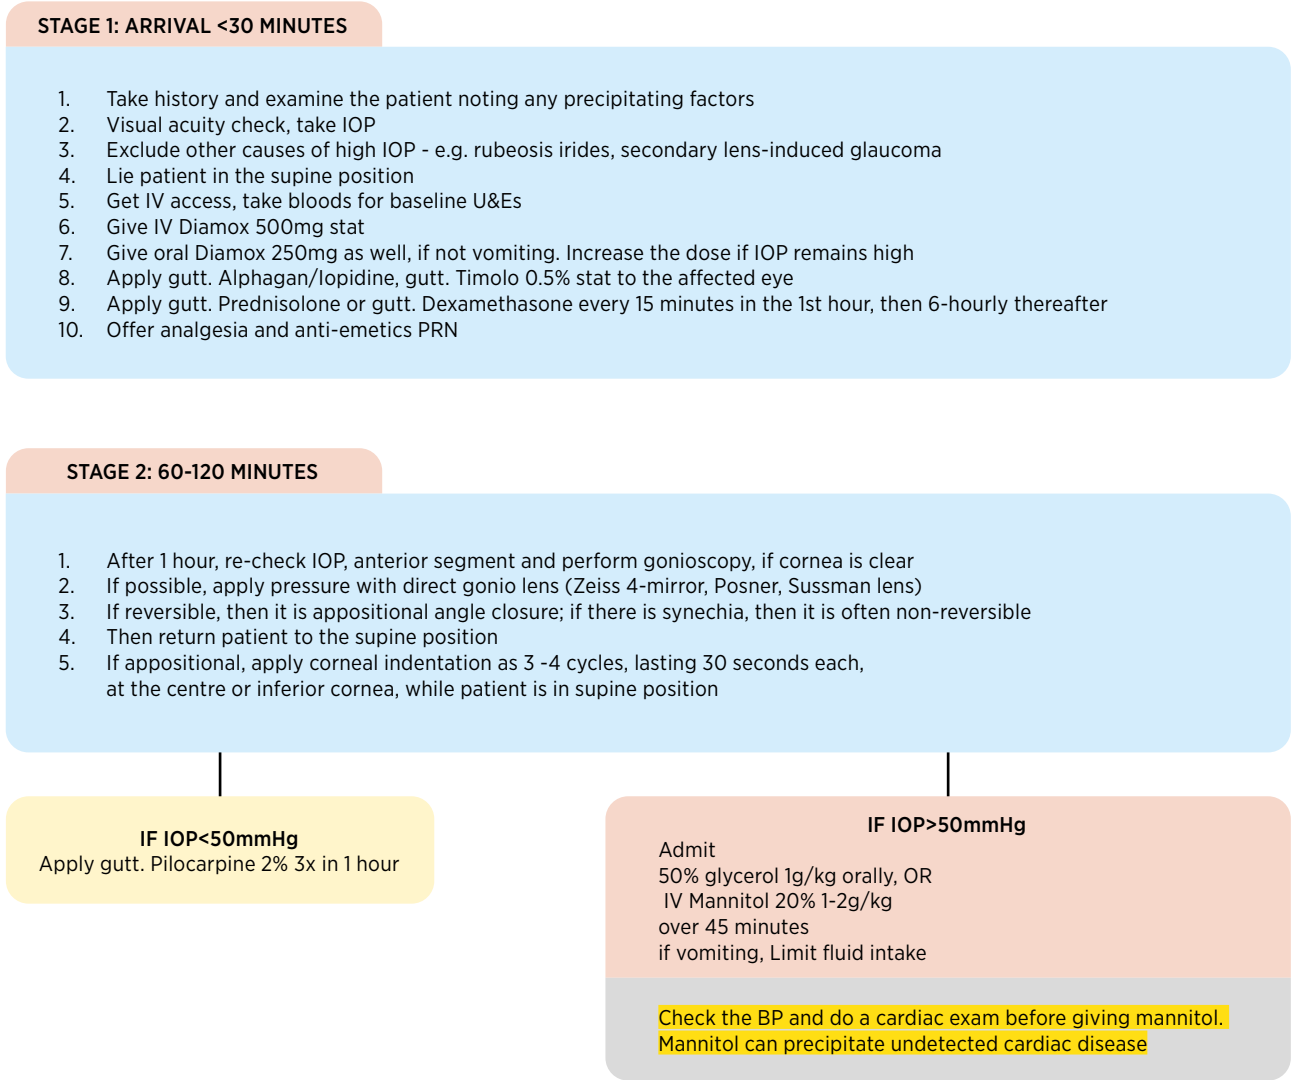 STAGE 1: ARRIVAL <30 MINUTES
1. Take history and examine the patient noting any precipitating factors
2. Visual acuity check, take IOP
3. Exclude other causes of high IOP - e.g. rubeosis irides, secondary lens-induced glaucoma
4. Lie patient in the supine position
5. Get IV access, take bloods for baseline U&Es
6. Give IV Diamox 500mg stat
7. Give oral Diamox 250mg as well, if not vomiting. Increase the dose if IOP remains high
8. Apply gutt. Alphagan/Iopidine, gutt. Timolo 0.5% stat to the affected eye
9. Apply gutt. Prednisolone or gutt. Dexamethasone every 15 minutes in the 1st hour, then 6-hourly thereafter
10. Offer analgesia and anti-emetics PRN
STAGE 2: 60-120 MINUTES
1. After 1 hour, re-check IOP, anterior segment and perform gonioscopy, if cornea is clear
2. If possible, apply pressure with direct gonio lens (Zeiss 4-mirror, Posner, Sussman lens)
3. If reversible, then it is appositional angle closure; if there is synechia, then it is often non-reversible
4. Then return patient to the supine position
5. If appositional, apply corneal indentation as 3 -4 cycles, lasting 30 seconds each,
at the centre or inferior cornea, while patient is in supine position
IF IOP<50mmHg
Apply gutt. Pilocarpine 2% 3x in 1 hour
IF IOP>50mmHg
Admit
50% glycerol 1g/kg orally, OR
IV Mannitol 20% 1-2g/kg
over 45 minutes
if vomiting, Limit fluid intake
Check the BP and do a cardiac exam before giving mannitol.
Mannitol can precipitate undetected cardiac disease